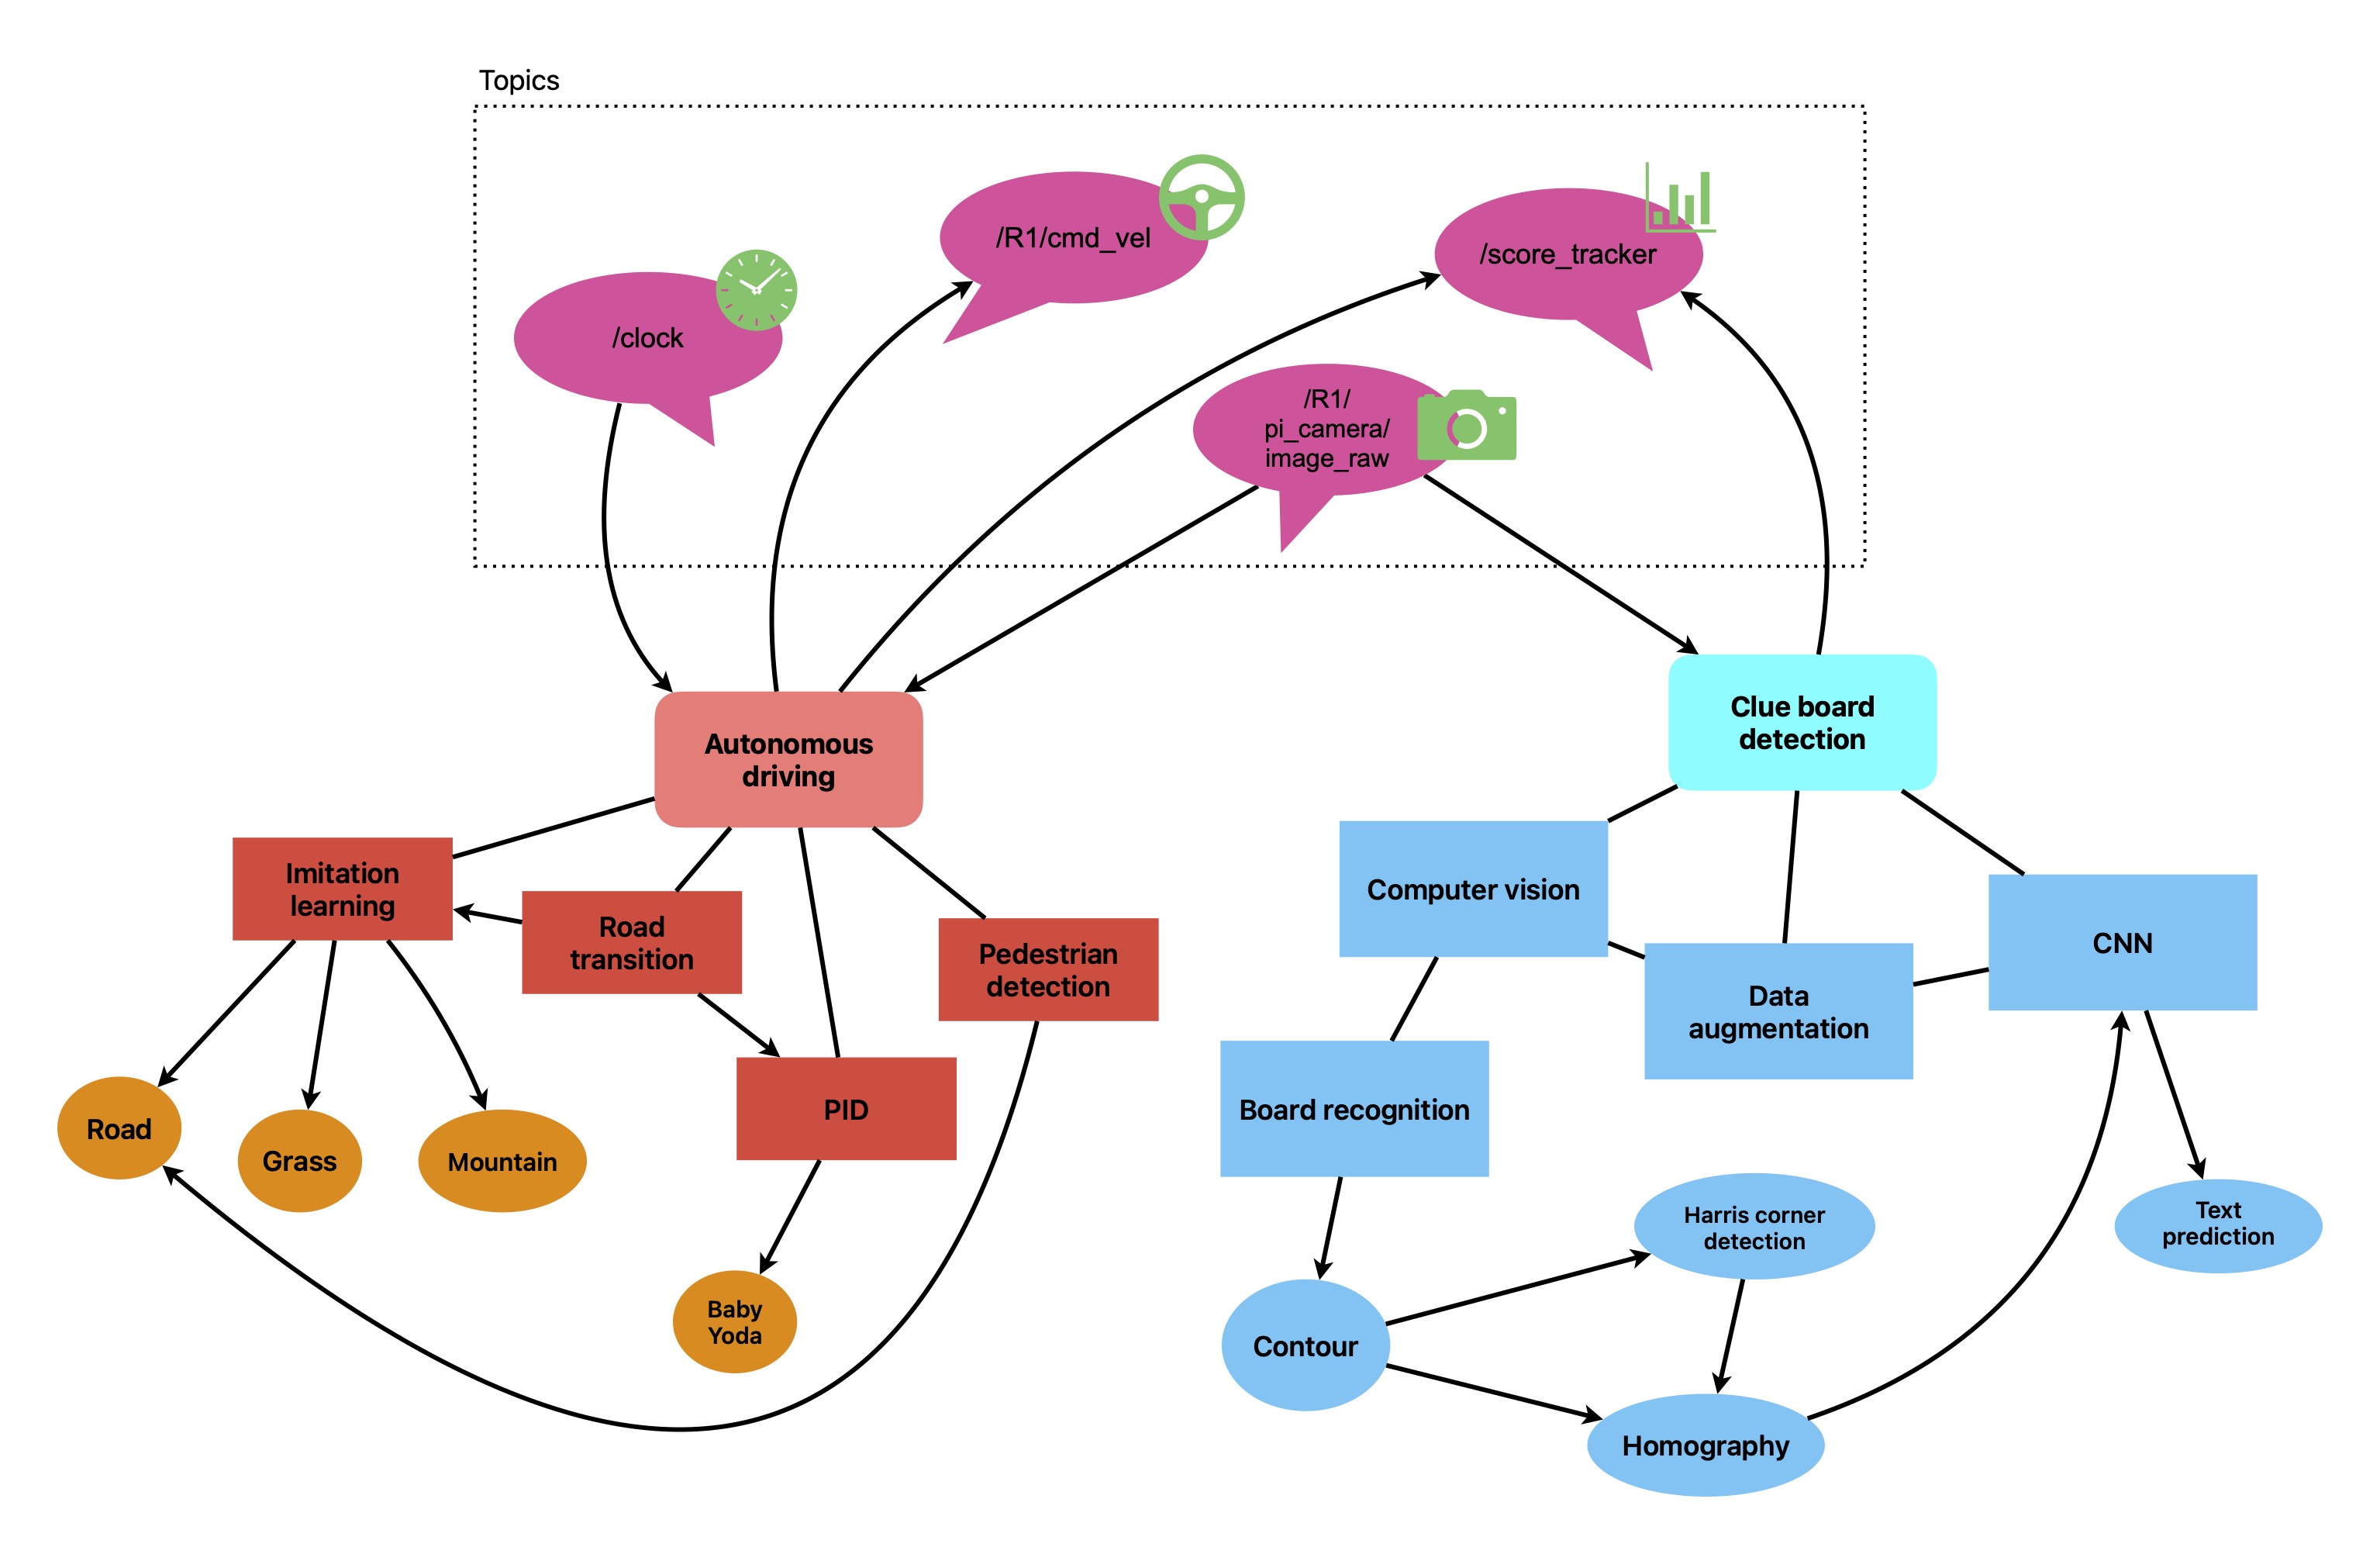 Topics
/R1/cmd_vel
/score_tracker
/clock
/R1/
pi_camera/
image_raw
Autonomous
driving
Clue board
detection
Imitation
learning
Road
transition
Pedestrian
detection
PID
Road
Grass
Mountain
Baby
Yoda
Computer vision
CNN
Data
augmentation
Board recognition
Harris corner
detection
Text
prediction
Contour
Homography